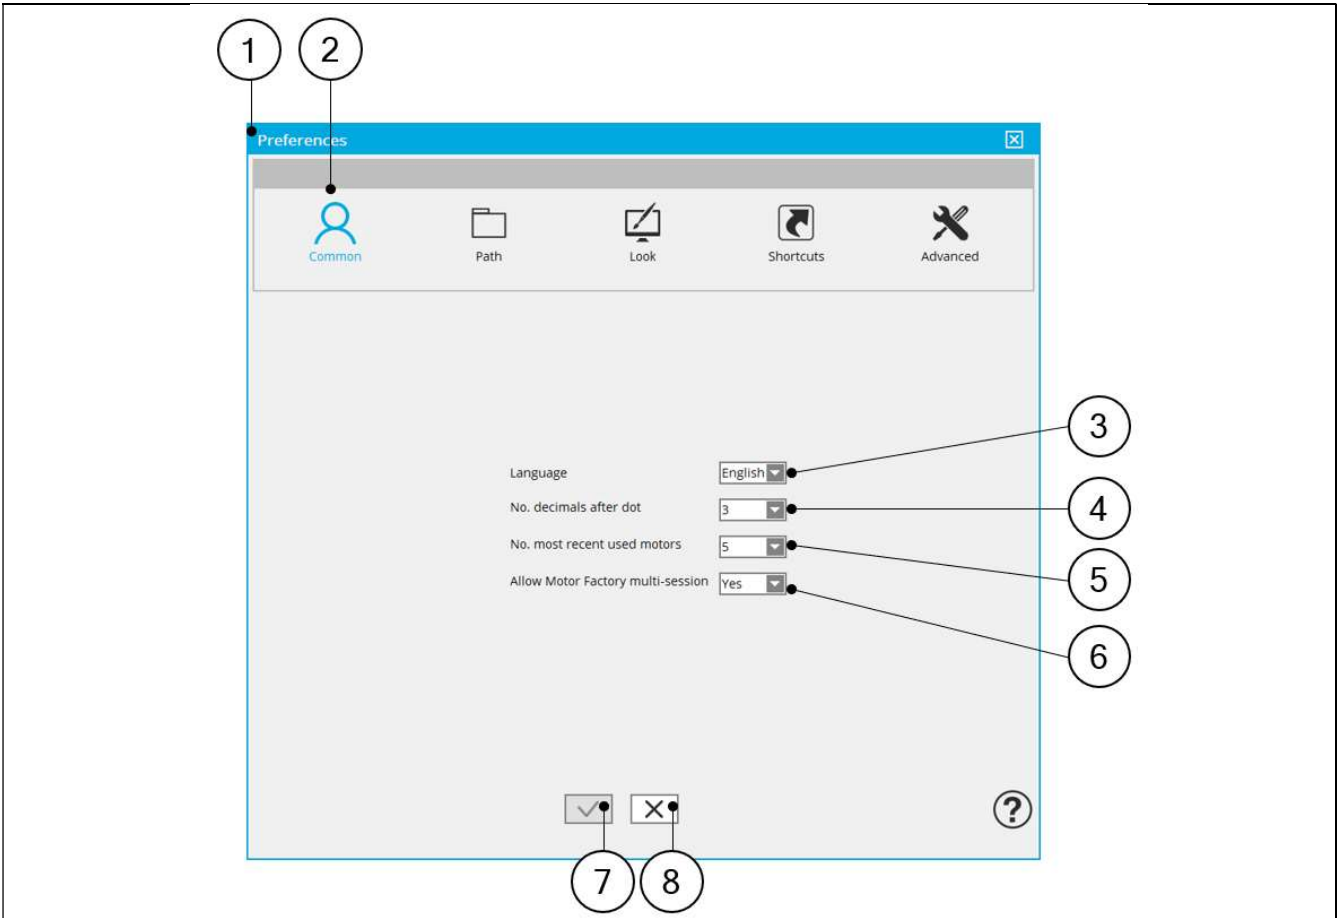 1 2
Preferences
Common Path Look Shortcuts Advanced
3
Language English
4
No. decimals after dot 3
No. most recent used motors 5
5
Allow Motor Factory multi-session Yes
6
?
7 8